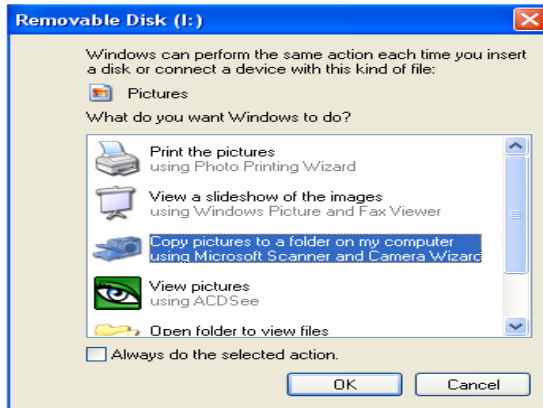 Removable Disk (I:)
Windows can perform the same action each time you insert
a disk or connect a device with this kind of file:
Pictures
What do you want Windows to do?
Print the pictures
using Photo Printing Wizard
View a slideshow of the images
using Windows Picture and Fax Viewer
Copy pictures to a folder on my computer
using Microsoft Scanner and Camera Wizard
View pictures
using ACDSee
Open folder to view files
Always do the selected action.
OK
Cancel